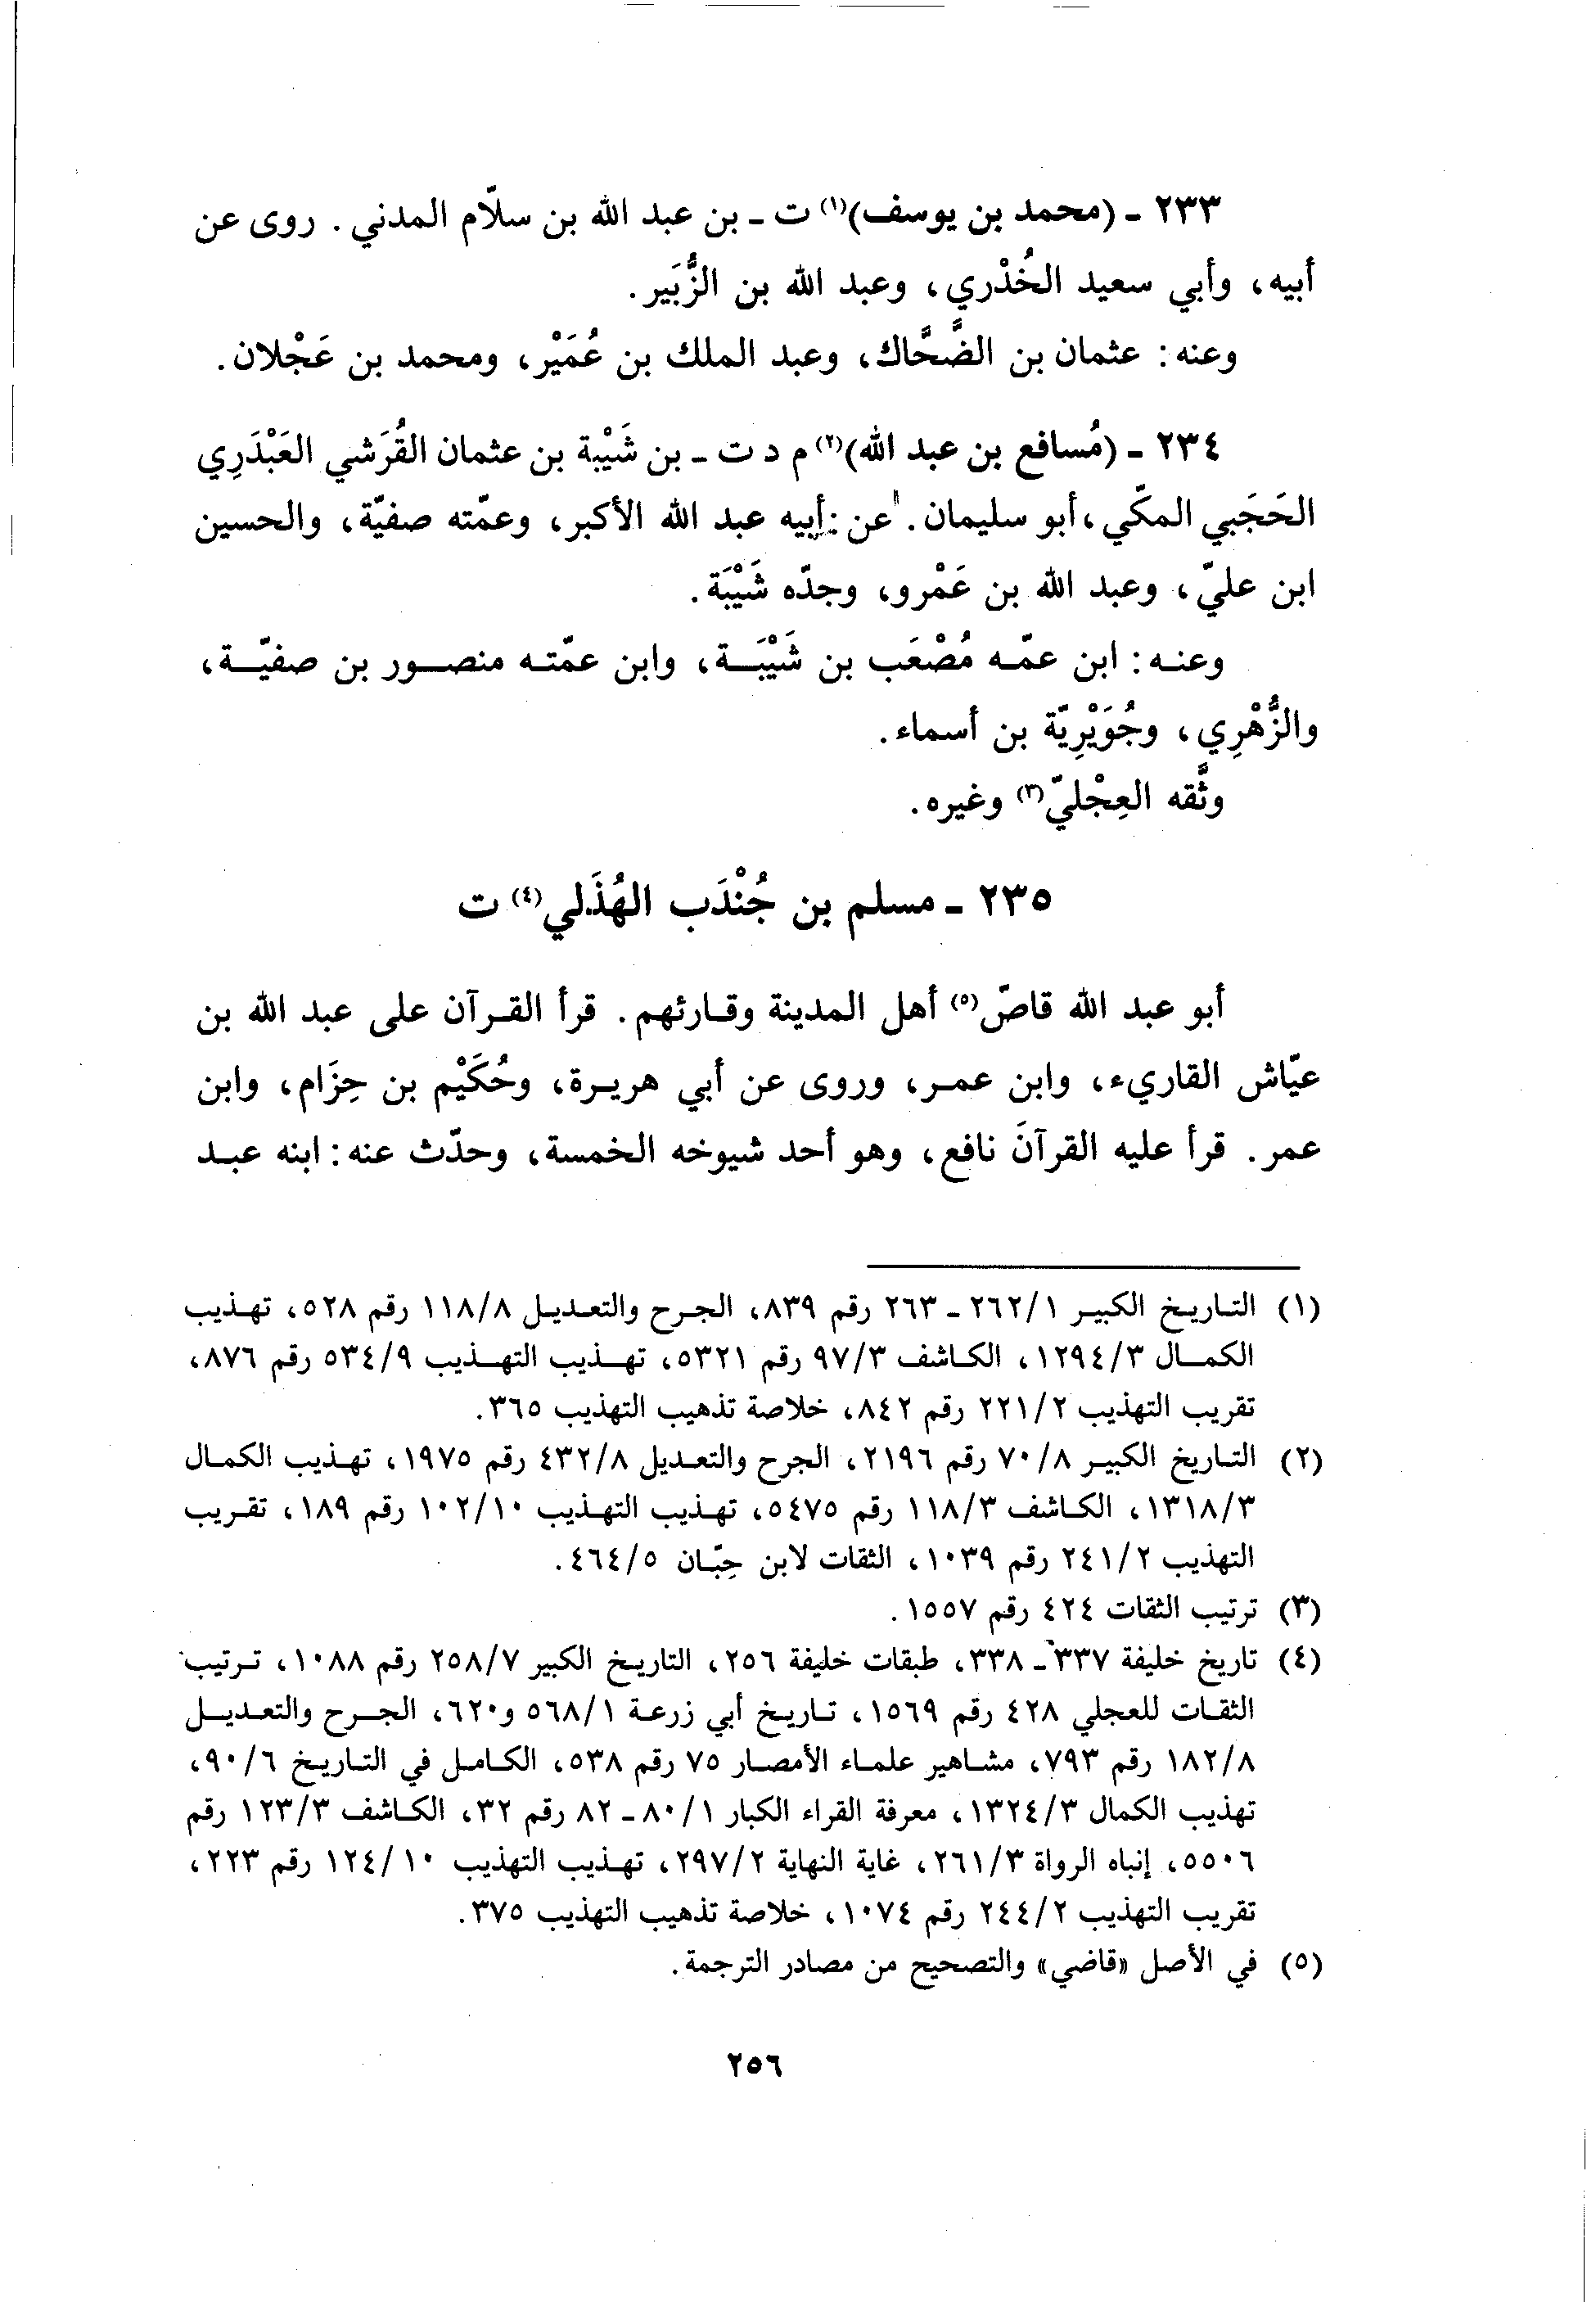 ٢٣٣ ـ (محمد بن يوسف)(١) ت ـ بن عبد الله بن سلّام المدني. روى عن
أبيه، وأبي سعيد الخُدْري، وعبد الله بن الزُّبَير.
وعنه: عثمان بن الضَّحَّاك، وعبد الملك بن عُمَيْر، ومحمد بن عَجْلان.
٢٣٤ ـ (مُسافع بن عبد الله)(٢) م د ت ـ بن شَيْبة بن عثمان القُرَشي العَبْدَرِي
الحَجَبي المكّي، أبو سليمان. عن: أبيه عبد الله الأكبر، وعمّته صفيّة، والحسين
ابن عليّ، وعبد الله بن عَمْرو، وجدّه شَيْبَة.
وعنه: ابن عمّه مُصْعَب بن شَيْبَة، وابن عمّته منصور بن صفيّة،
والزُّهْرِي، وجُوَيْرِيّة بن أسماء.
وثَّقه العِجْليّ(٣) وغيره.
٢٣٥ ـ مسلم بن جُنْدَب الهُذَلي(٤) ت
أبو عبد الله قاصّ(٥) أهل المدينة وقارئهم. قرأ القرآن على عبد الله بن
عيّاش القاريء، وابن عمر، وروى عن أبي هريرة، وحُكَيْم بن حِزَام، وابن
عمر. قرأ عليه القرآنَ نافع، وهو أحد شيوخه الخمسة، وحدّث عنه: ابنه عبد
(١) التاريخ الكبير ٢٦٢/١ ـ ٢٦٣ رقم ٨٣٩، الجرح والتعديل ١١٨/٨ رقم ٥٢٨، تهذيب
الكمال ١٢٩٤/٣، الكاشف ٩٧/٣ رقم ٥٣٢١، تهذيب التهذيب ٥٣٤/٩ رقم ٨٧٦،
تقريب التهذيب ٢٢١/٢ رقم ٨٤٢، خلاصة تذهيب التهذيب ٣٦٥.
(٢) التاريخ الكبير ٧٠/٨ رقم ٢١٩٦، الجرح والتعديل ٤٣٢/٨ رقم ١٩٧٥، تهذيب الكمال
١٣١٨/٣، الكاشف ١١٨/٣ رقم ٥٤٧٥، تهذيب التهذيب ١٠٢/١٠ رقم ١٨٩، تقريب
التهذيب ٢٤١/٢ رقم ١٠٣٩، الثقات لابن حِبّان ٤٦٤/٥.
(٣) ترتيب الثقات ٤٢٤ رقم ١٥٥٧.
(٤) تاريخ خليفة ٣٣٧ ـ ٣٣٨، طبقات خليفة ٢٥٦، التاريخ الكبير ٢٥٨/٧ رقم ١٠٨٨، ترتيب
الثقات للعجلي ٤٢٨ رقم ١٥٦٩، تاريخ أبي زرعة ٥٦٨/١ و٦٢٠، الجرح والتعديل
١٨٢/٨ رقم ٧٩٣، مشاهير علماء الأمصار ٧٥ رقم ٥٣٨، الكامل في التاريخ ٩٠/٦،
تهذيب الكمال ١٣٢٤/٣، معرفة القراء الكبار ٨٠/١ ـ ٨٢ رقم ٣٢، الكاشف ١٢٣/٣ رقم
٥٥٠٦، إنباه الرواة ٢٦١/٣، غاية النهاية ٢٩٧/٢، تهذيب التهذيب ١٢٤/١٠ رقم ٢٢٣،
تقريب التهذيب ٢٤٤/٢ رقم ١٠٧٤، خلاصة تذهيب التهذيب ٣٧٥.
(٥) في الأصل «قاضي» والتصحيح من مصادر الترجمة.
٢٥٦